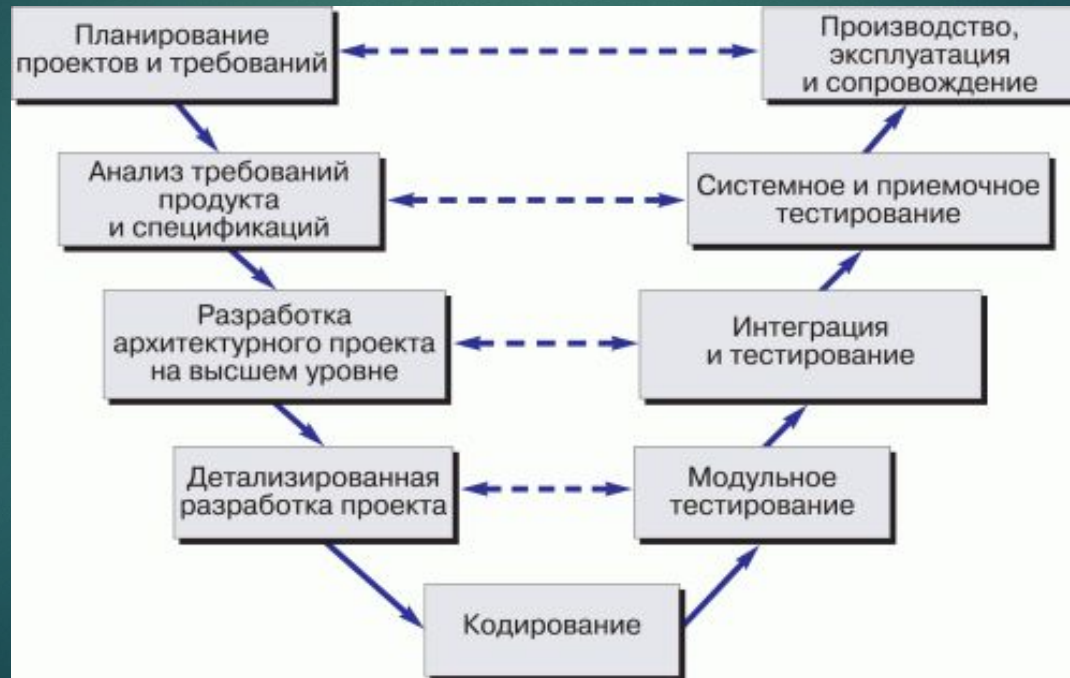 Планирование
проектов и требований
Производство,
эксплуатация
и сопровождение
Анализ требований
продукта
и спецификаций
Системное и приемочное
тестирование
Разработка
архитектурного проекта
на высшем уровне
Интеграция
и тестирование
Детализированная
разработка проекта
Модульное
тестирование
Кодирование